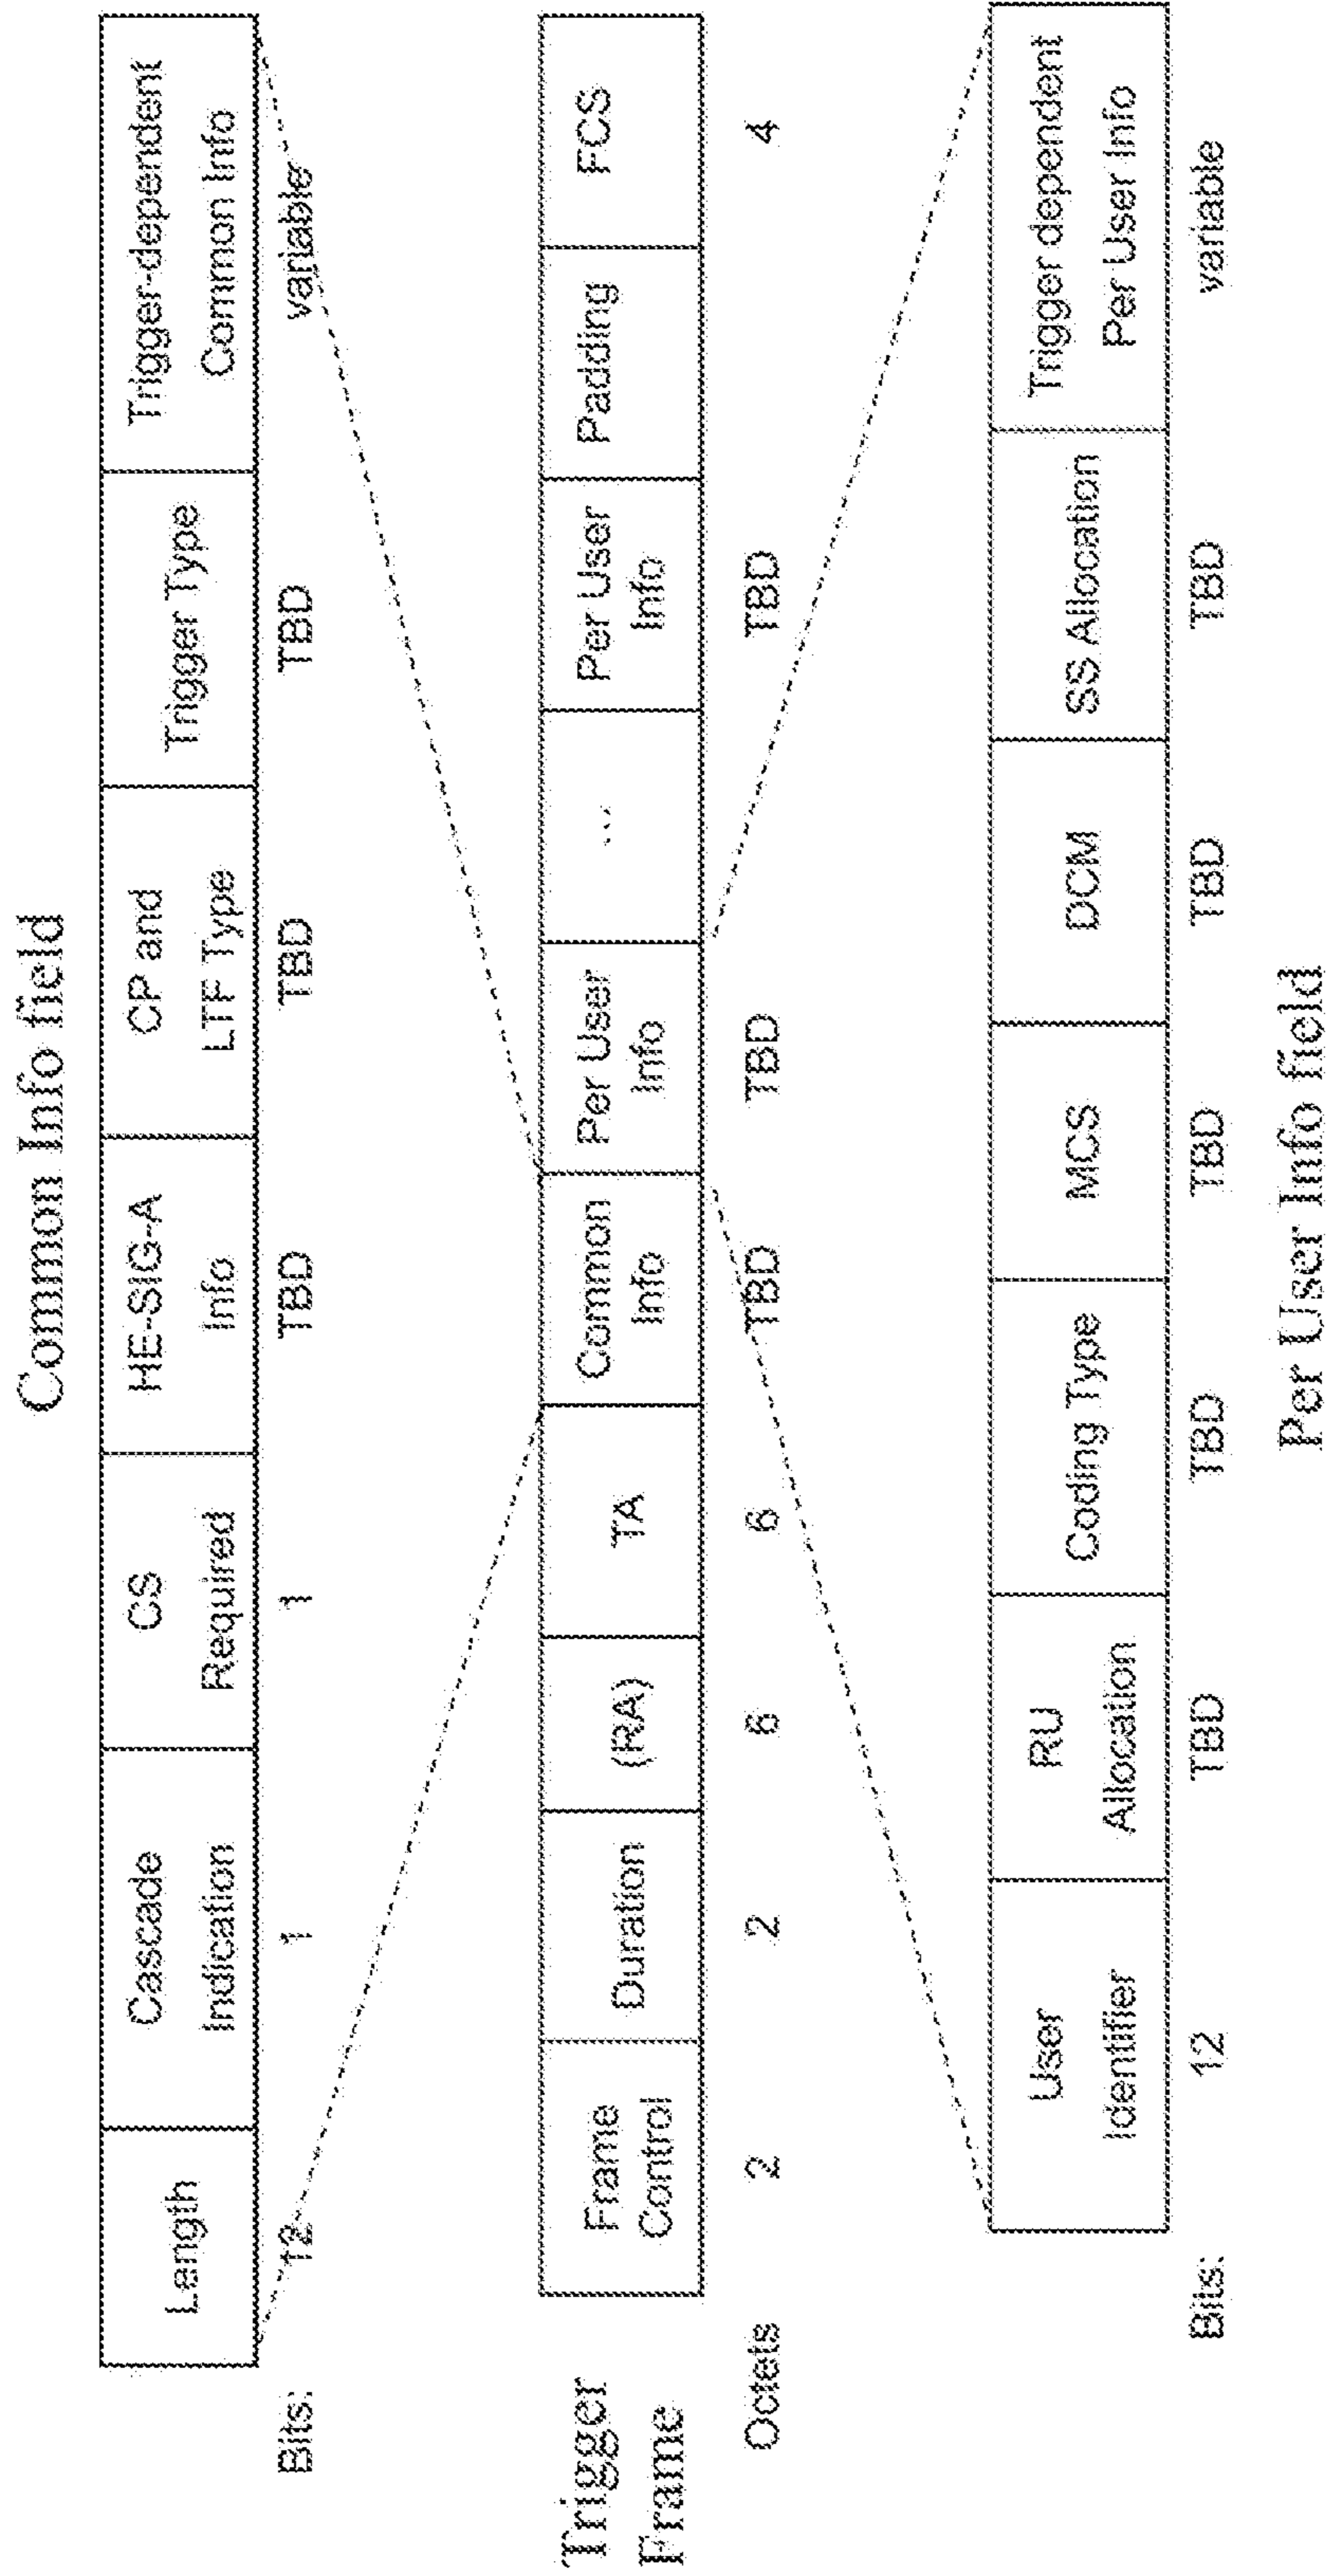 Common Info field
Length
Cascade
Indication
CS
Required
HE-SIG-A
Info
CP and
LTF Type
Trigger Type
Trigger-dependent
Common Info
Bits: 12 1 1 TBD TBD TBD variable
Trigger
Frame
Frame
Control
Duration
(RA)
TA
Common
Info
Per User
Info
...
Per User
Info
Padding
FCS
Octets 2 2 6 6 TBD TBD TBD 4
User
Identifier
RU
Allocation
Coding Type
MCS
DCM
SS Allocation
Trigger dependent
Per User Info
Bits: 12 TBD TBD TBD TBD TBD variable
Per User Info field